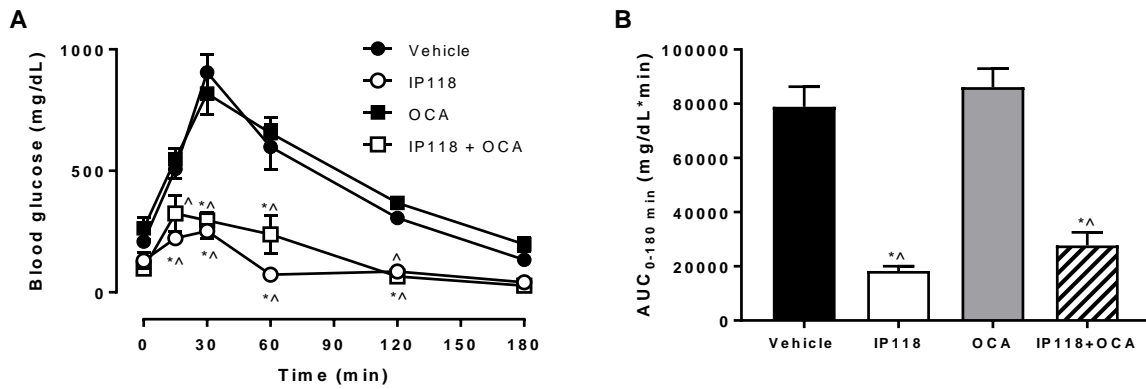 A
1000
500
0
Blood glucose (mg/dL)
Vehicle
IP118
OCA
IP118 + OCA
^
*^
*^
*^
*^
*^
^
*^
0 30 60 90 120 150 180
Time (min)
B
100000
80000
60000
40000
20000
0
AUC0-180 min (mg/dL*min)
*^
*^
Vehicle IP118 OCA IP118+OCA